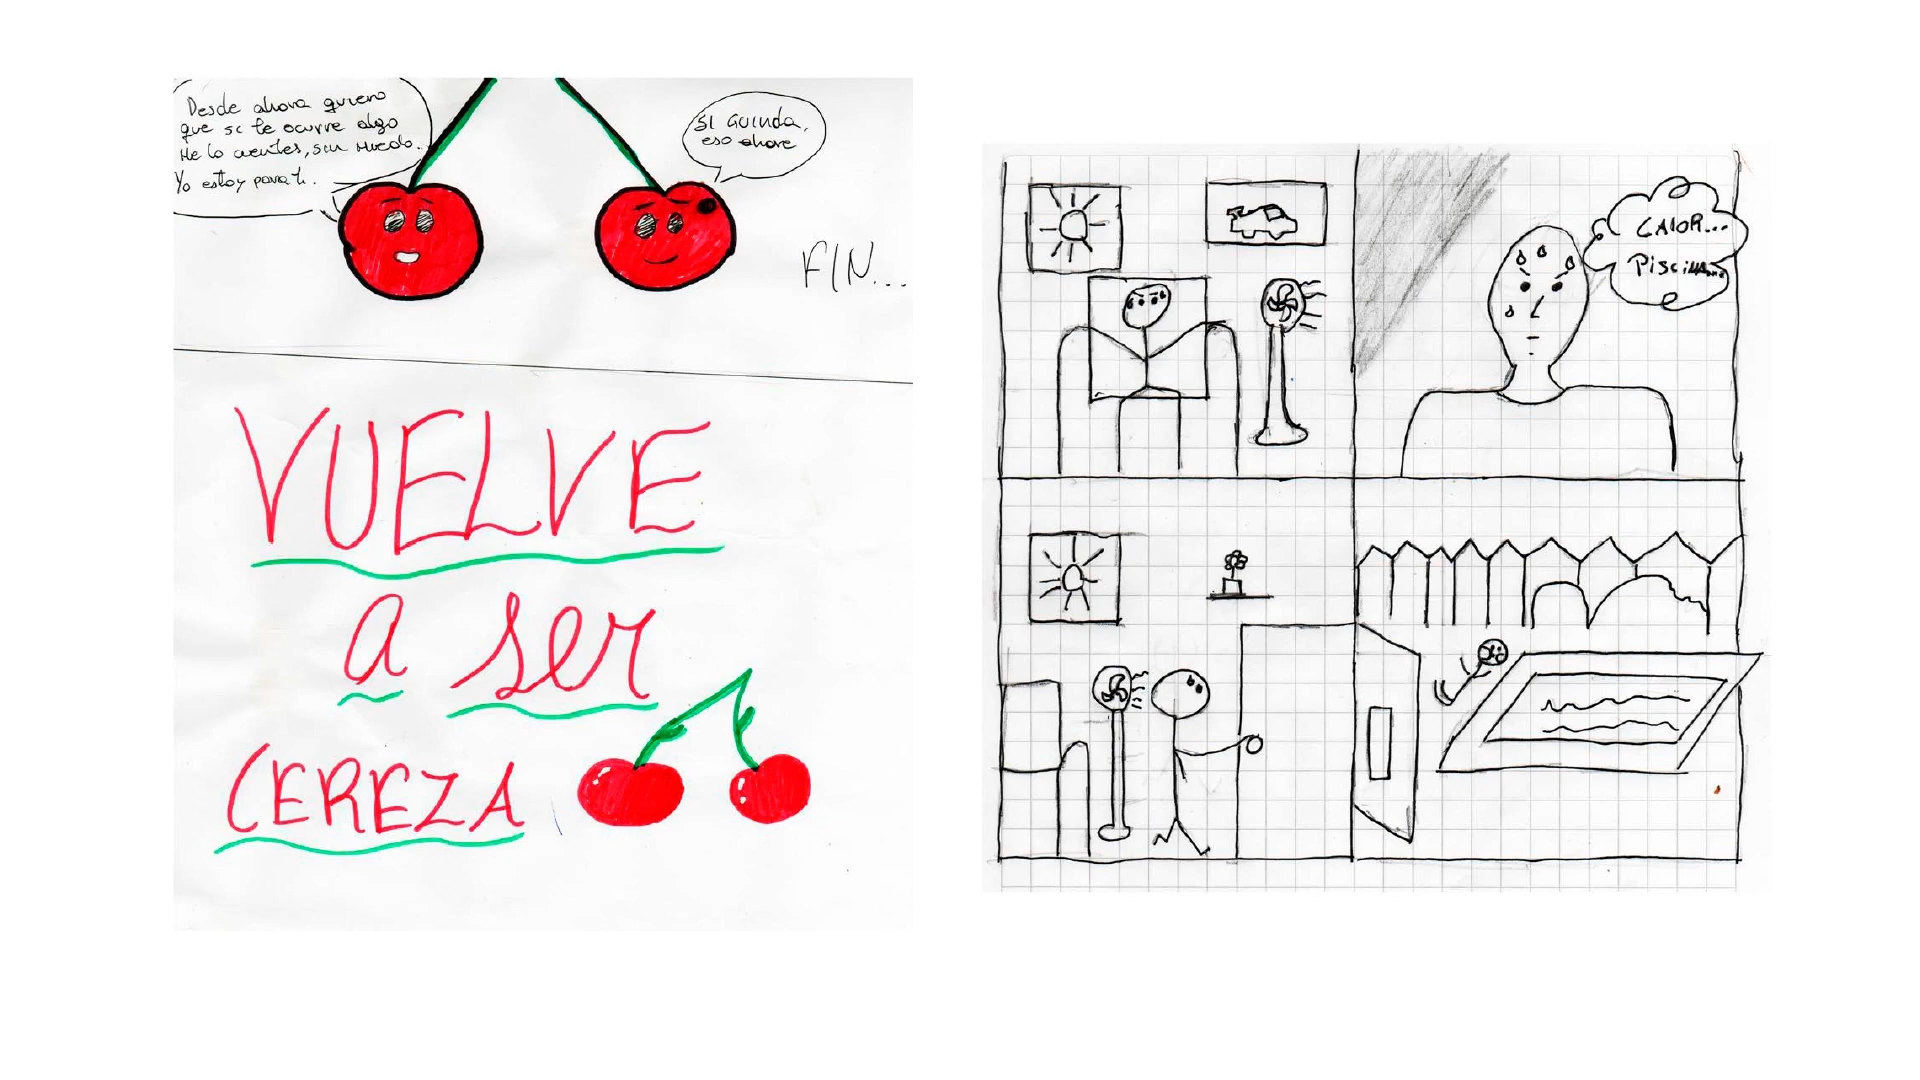 Desde ahora quiero
que si te ocurre algo
Me lo cuentes, sin miedo.
Yo estoy para ti.
SI GUINDA,
eso ahore
FIN...
VUELVE
a ser
CEREZA
CALOR...
Piscina...